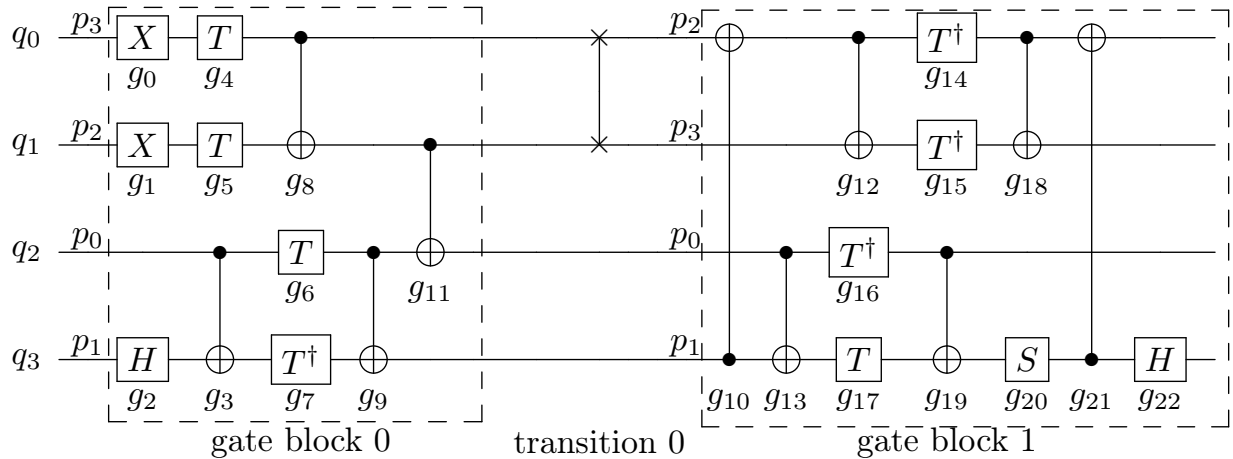 q0 p3 X T p2 T†
g0 g4 g14
q1 p2 X T p3 T†
g1 g5 g8 g12 g15 g18
q2 p0 T p0 T†
g6 g11 g16
q3 p1 H T† p1 T S H
g2 g3 g7 g9 g10 g13 g17 g19 g20 g21 g22
gate block 0 transition 0 gate block 1